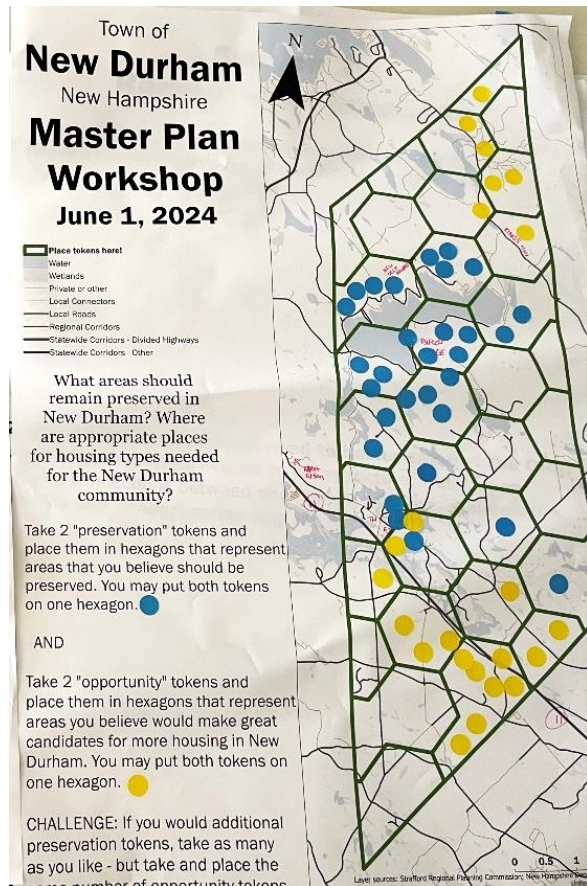 Town of
New Durham
New Hampshire
Master Plan
Workshop
June 1, 2024
Place tokens here!
Water
Wetlands
Private or other
Local Connectors
Local Roads
Regional Corridors
Statewide Corridors - Divided Highways
Statewide Corridors - Other
What areas should
remain preserved in
New Durham? Where
are appropriate places
for housing types needed
for the New Durham
community?
Take 2 "preservation" tokens and
place them in hexagons that represent
areas that you believe should be
preserved. You may put both tokens
on one hexagon.
AND
Take 2 "opportunity" tokens and
place them in hexagons that represent
areas you believe would make great
candidates for more housing in New
Durham. You may put both tokens on
one hexagon.
CHALLENGE: If you would additional
preservation tokens, take as many
as you like - but take and place the
same number of opportunity tokens
N
11
0 0.5 1
Layer sources: Strafford Regional Planning Commission; New Hampshire